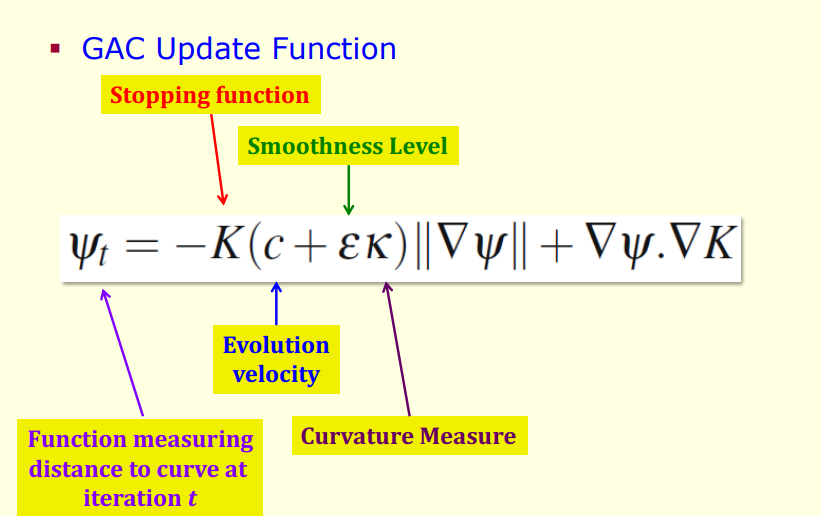 ▪ GAC Update Function
Stopping function
Smoothness Level
ψₜ = −K(c + εκ)‖∇ψ‖ + ∇ψ.∇K
Evolution
velocity
Function measuring
distance to curve at
iteration t
Curvature Measure